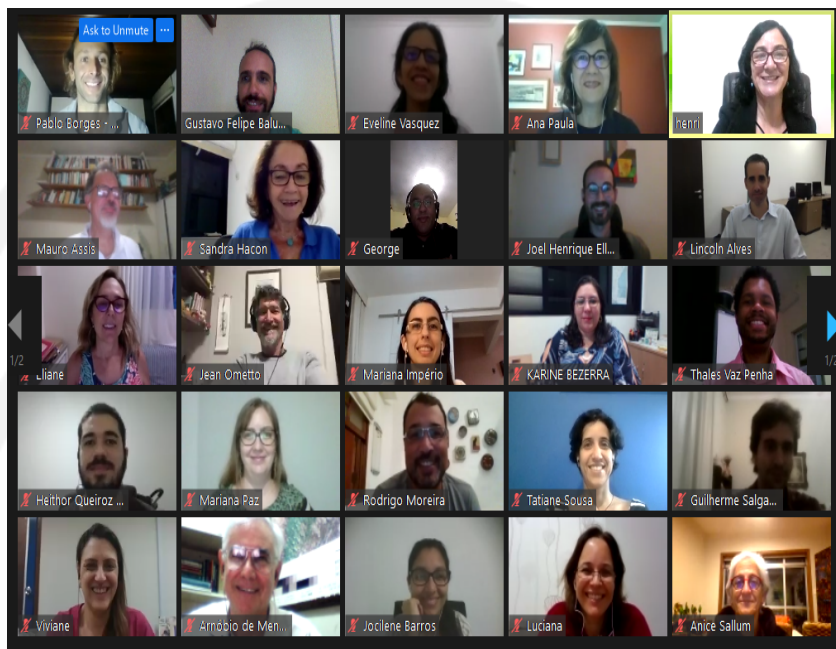 Ask to Unmute ...
Pablo Borges - ...
Gustavo Felipe Balu...
Eveline Vasquez
Ana Paula
henri
Mauro Assis
Sandra Hacon
George
Joel Henrique Ell...
Lincoln Alves
1/2
Eliane
Jean Ometto
Mariana Império
KARINE BEZERRA
Thales Vaz Penha
1/2
Heithor Queiroz ...
Mariana Paz
Rodrigo Moreira
Tatiane Sousa
Guilherme Salga...
Viviane
Arnóbio de Men...
Jocilene Barros
Luciana
Anice Sallum